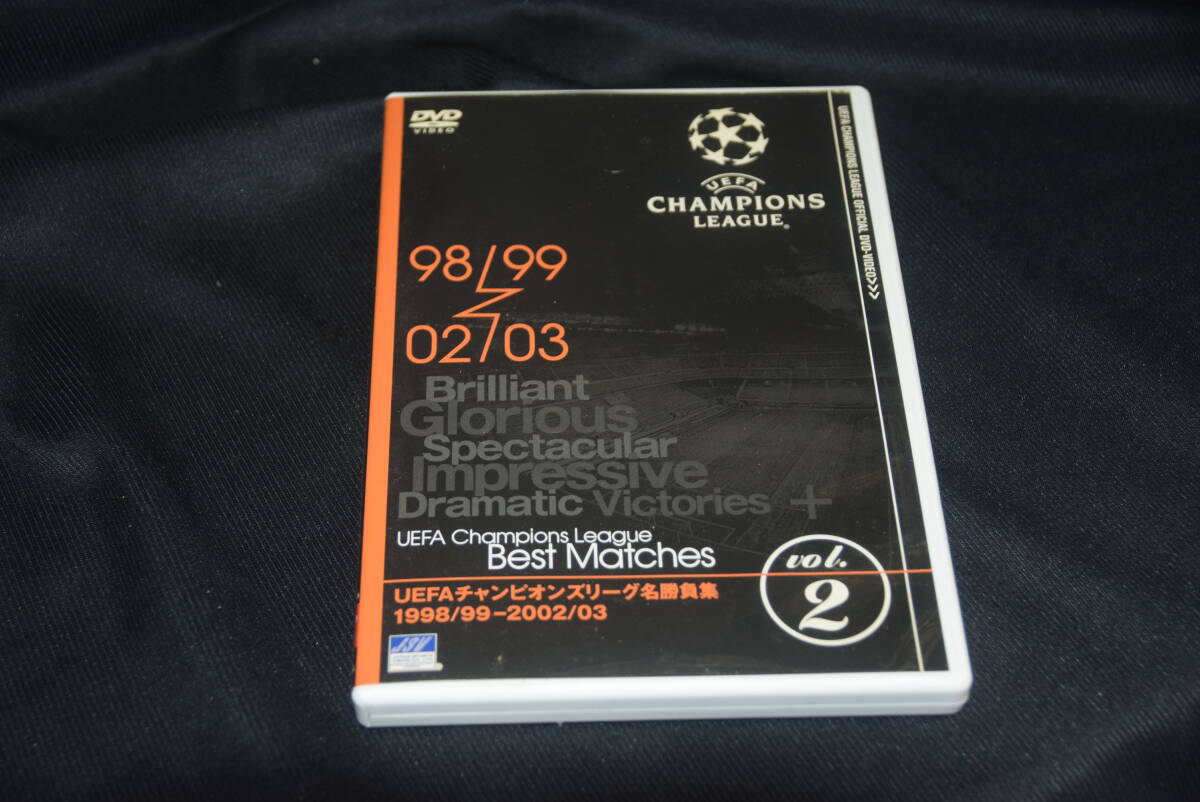 DVD
VIDEO
UEFA
CHAMPIONS
LEAGUE®
UEFA CHAMPIONS LEAGUE OFFICIAL DVD-VIDEO>>>
98/99
02/03
Brilliant
Glorious
Spectacular
Impressive
Dramatic Victories +
UEFA Champions League
Best Matches
vol.
2
UEFAチャンピオンズリーグ名勝負集
1998/99-2002/03
JSV